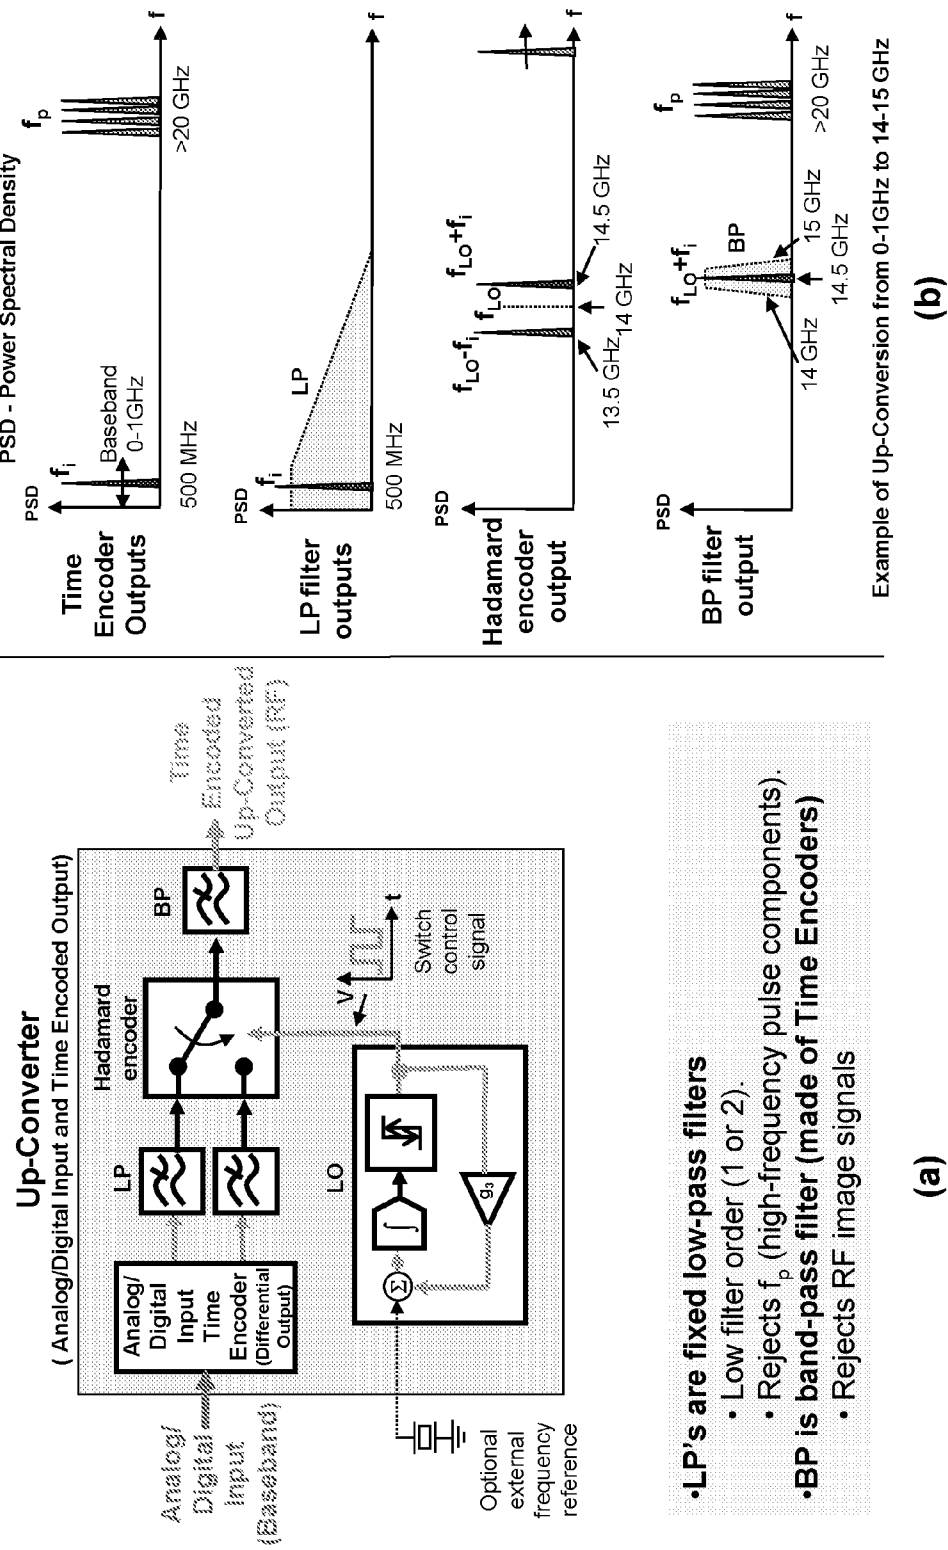 Up-Converter
( Analog/Digital Input and Time Encoded Output)
Analog/
Digital
Input
(Baseband)
Analog/
Digital
Input
Time
Encoder
(Differential
Output)
LP
Hadamard
encoder
BP
Time
Encoded
Up-Converted
Output (RF)
LO
Σ
∫
g3
V
t
Switch
control
signal
Optional
external
frequency
reference
•LP's are fixed low-pass filters
• Low filter order (1 or 2).
• Rejects fp (high-frequency pulse components).
•BP is band-pass filter (made of Time Encoders)
• Rejects RF image signals
(a)
PSD - Power Spectral Density
Time
Encoder
Outputs
PSD
fi
Baseband
0-1GHz
500 MHz
fp
>20 GHz
f
LP filter
outputs
PSD
fi
LP
500 MHz
f
Hadamard
encoder
output
PSD
fLO-fi
fLO
fLO+fi
13.5 GHz
14 GHz
14.5 GHz
f
BP filter
output
PSD
fLO+fi
BP
14 GHz
14.5 GHz
15 GHz
fp
>20 GHz
f
Example of Up-Conversion from 0-1GHz to 14-15 GHz
(b)